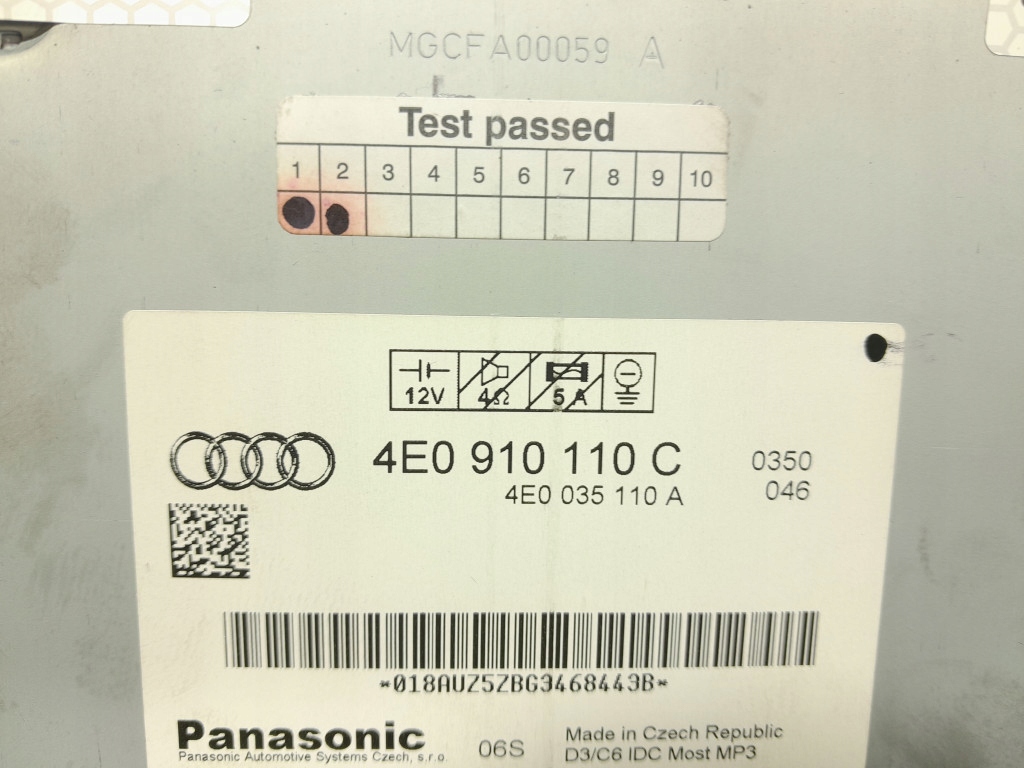 MGCFA00059 A
Test passed
1 2 3 4 5 6 7 8 9 10
12V 4Ω 5 A
4E0 910 110 C 0350
4E0 035 110 A 046
*018AUZ5ZBG3468443B*
Panasonic 06S Made in Czech Republic
Panasonic Automotive Systems Czech, s.r.o. D3/C6 IDC Most MP3